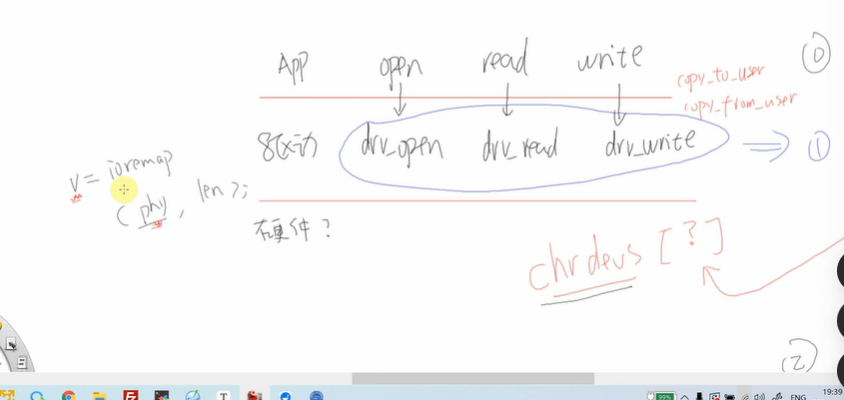 App open read write ⓪
copy_to_user
copy_from_user
驱动 drv_open drv_read drv_write ⇒ ①
v = ioremap
( phy, len );
硬件 ?
chrdevs [ ? ]
②
99%
ENG
19:39